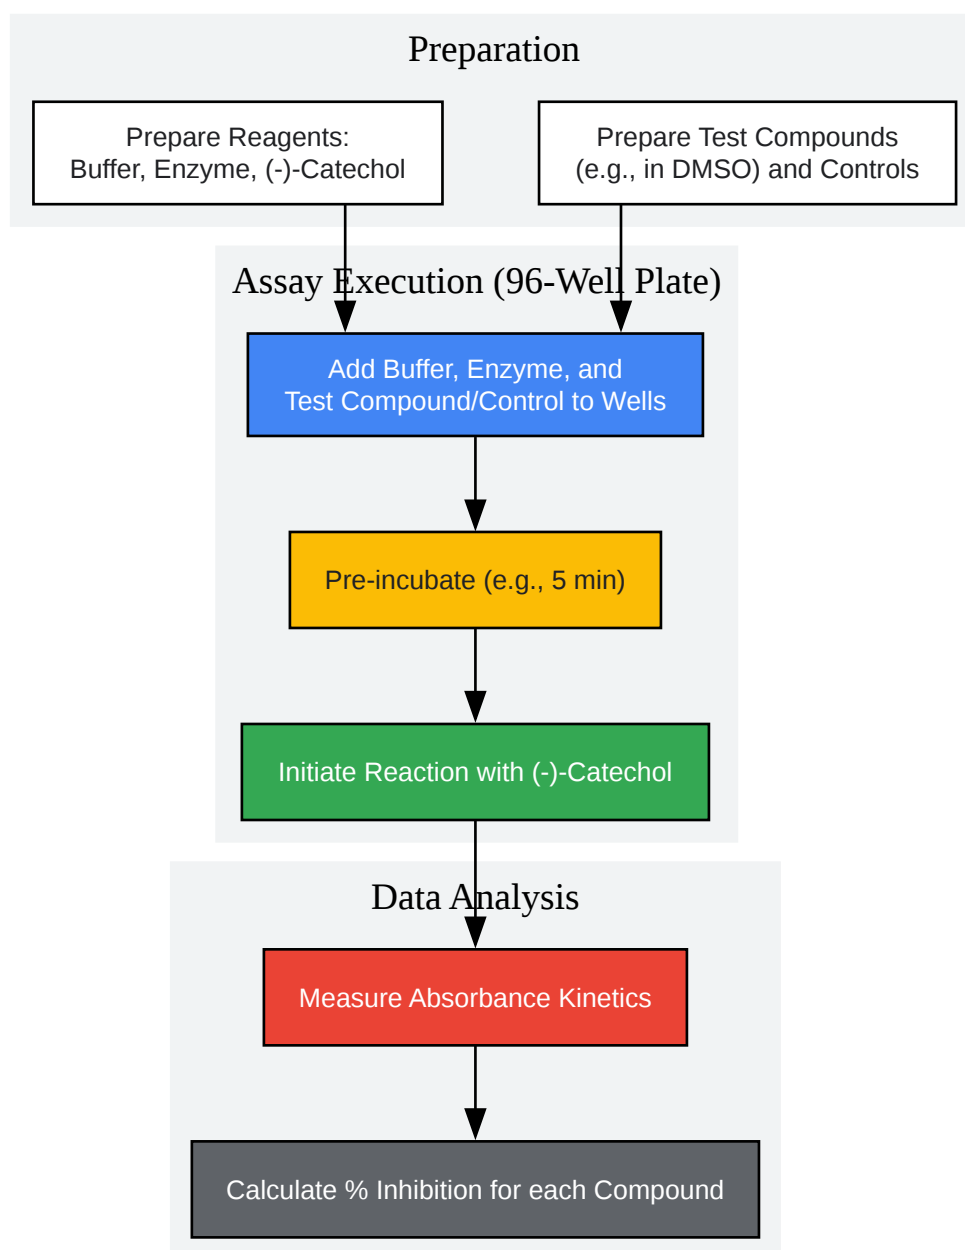 Preparation
Prepare Reagents:
Buffer, Enzyme, (-)-Catechol
Prepare Test Compounds
(e.g., in DMSO) and Controls
Assay Execution (96-Well Plate)
Add Buffer, Enzyme, and
Test Compound/Control to Wells
Pre-incubate (e.g., 5 min)
Initiate Reaction with (-)-Catechol
Data Analysis
Measure Absorbance Kinetics
Calculate % Inhibition for each Compound